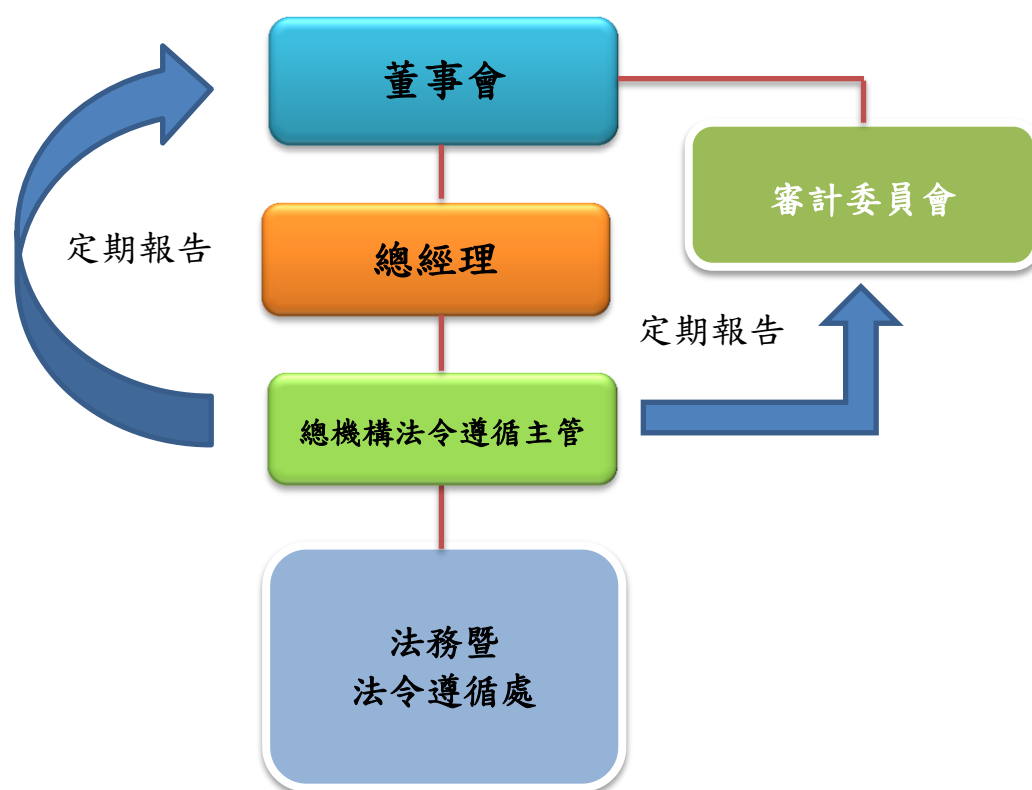 董事會
審計委員會
定期報告
總經理
定期報告
總機構法令遵循主管
法務暨
法令遵循處